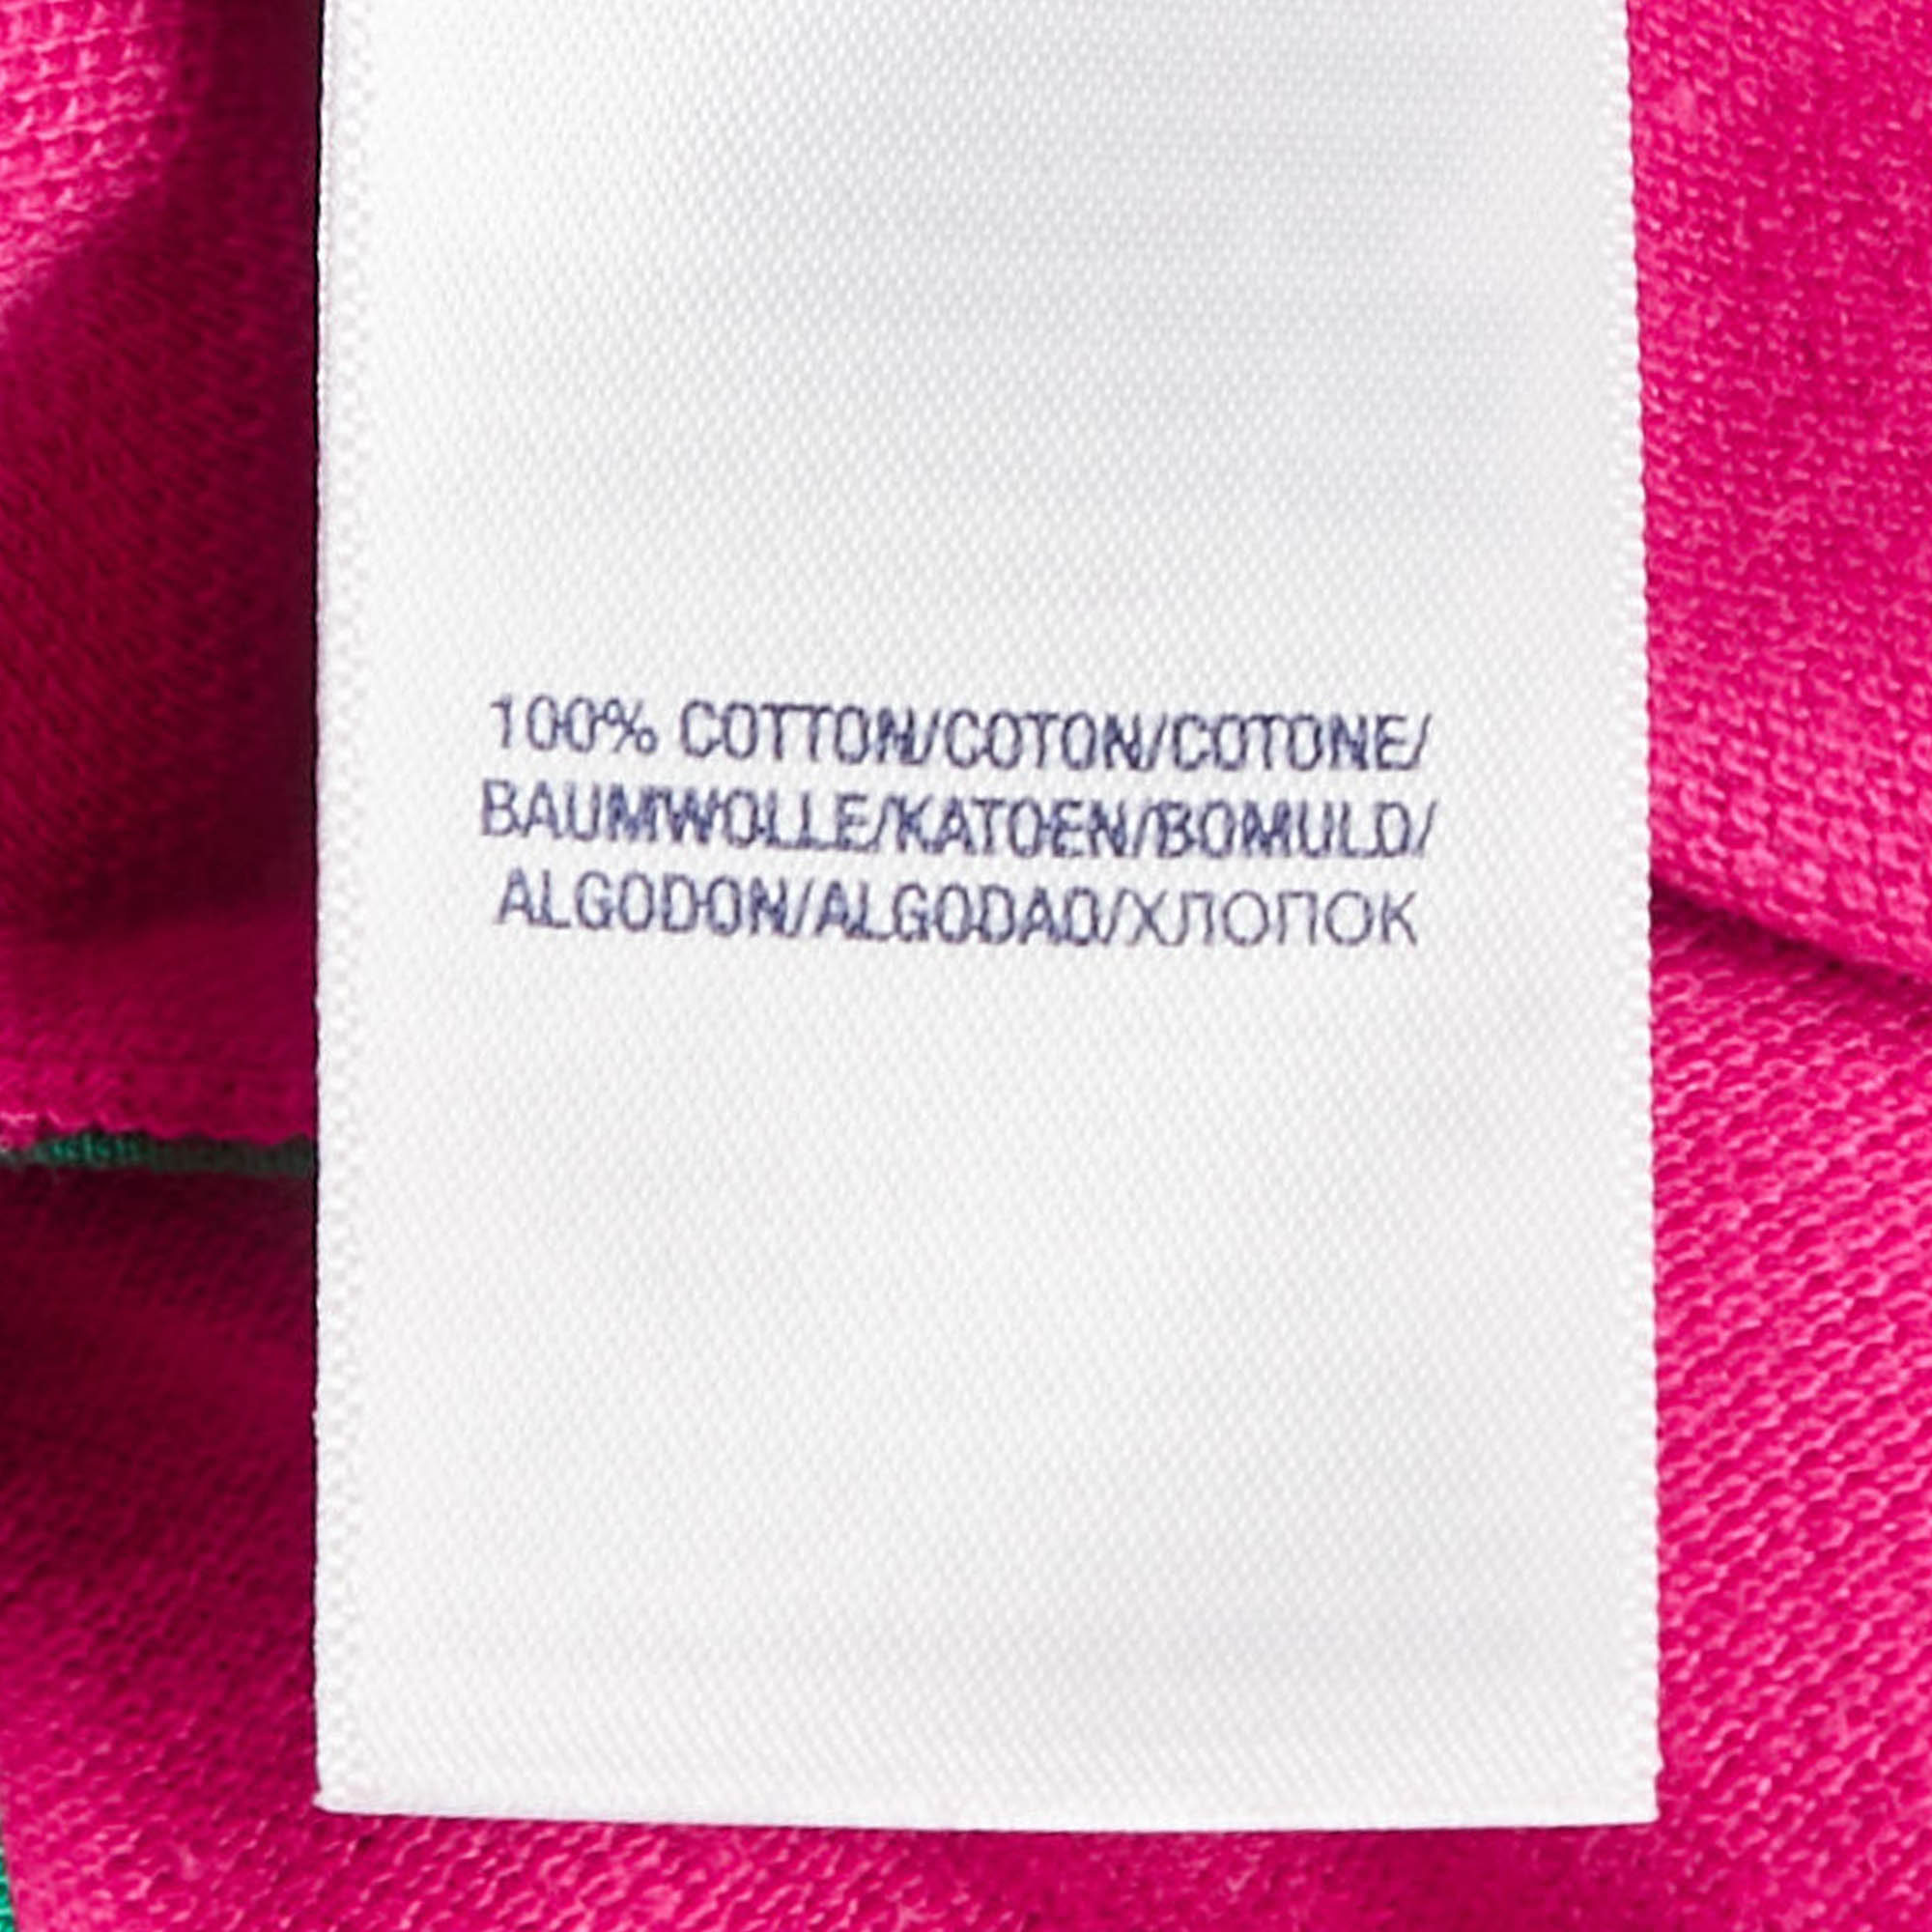 100% COTTON/COTON/COTONE/
BAUMWOLLE/KATOEN/BOMULD/
ALGODON/ALGODAO/ХЛОПОК